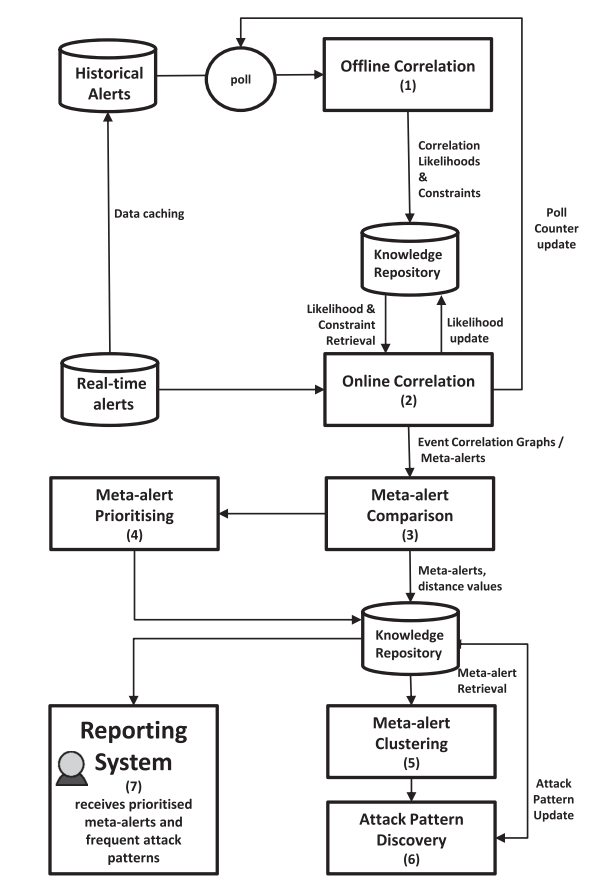 Historical
Alerts
poll
Offline Correlation
(1)
Correlation
Likelihoods
&
Constraints
Data caching
Poll
Counter
update
Knowledge
Repository
Likelihood &
Constraint
Retrieval
Likelihood
update
Real-time
alerts
Online Correlation
(2)
Event Correlation Graphs /
Meta-alerts
Meta-alert
Prioritising
(4)
Meta-alert
Comparison
(3)
Meta-alerts,
distance values
Knowledge
Repository
Meta-alert
Retrieval
Reporting
System
(7)
receives prioritised
meta-alerts and
frequent attack
patterns
Meta-alert
Clustering
(5)
Attack
Pattern
Update
Attack Pattern
Discovery
(6)